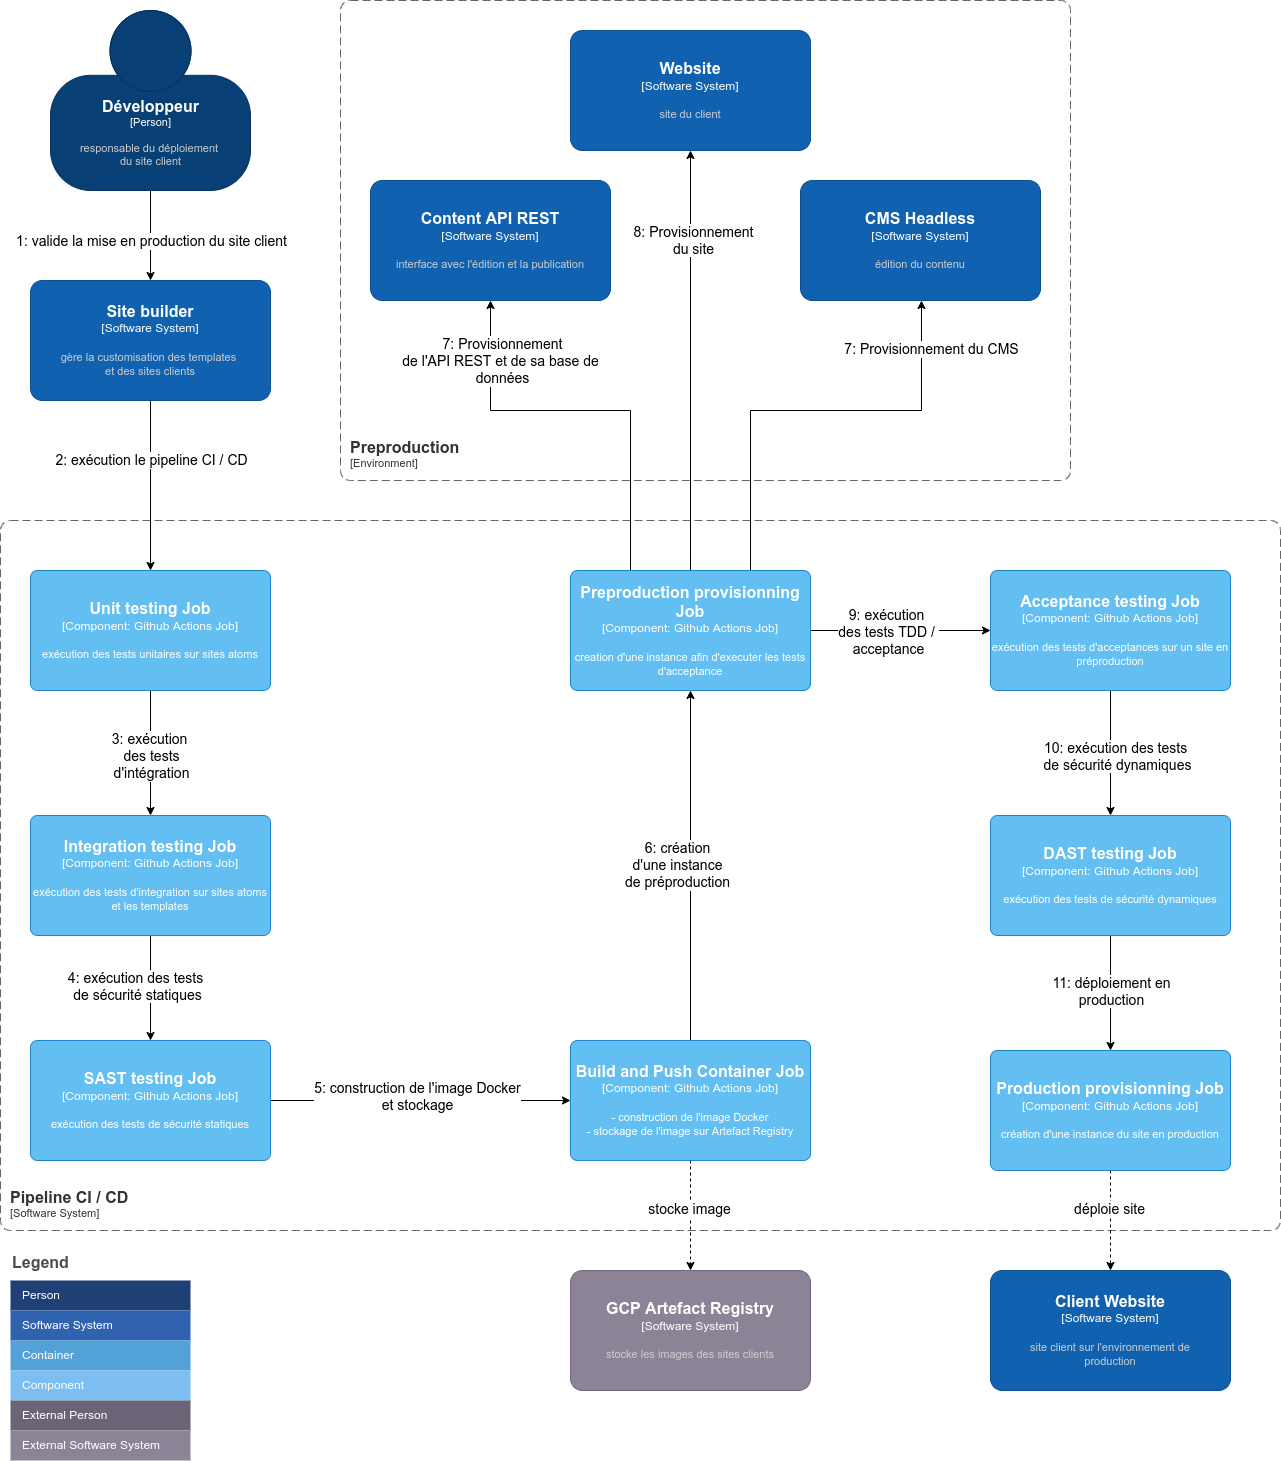 Développeur
[Person]
responsable du déploiement
du site client
1: valide la mise en production du site client
Site builder
[Software System]
gère la customisation des templates
et des sites clients
2: exécution le pipeline CI / CD
Website
[Software System]
site du client
Content API REST
[Software System]
interface avec l'édition et la publication
8: Provisionnement
du site
CMS Headless
[Software System]
édition du contenu
7: Provisionnement
de l'API REST et de sa base de
données
7: Provisionnement du CMS
Preproduction
[Environment]
Unit testing Job
[Component: Github Actions Job]
exécution des tests unitaires sur sites atoms
Preproduction provisionning
Job
[Component: Github Actions Job]
creation d'une instance afin d'executer les tests
d'acceptance
9: exécution
des tests TDD /
acceptance
Acceptance testing Job
[Component: Github Actions Job]
exécution des tests d'acceptances sur un site en
préproduction
3: exécution
des tests
d'intégration
10: exécution des tests
de sécurité dynamiques
Integration testing Job
[Component: Github Actions Job]
exécution des tests d'integration sur sites atoms
et les templates
6: création
d'une instance
de préproduction
DAST testing Job
[Component: Github Actions Job]
exécution des tests de sécurité dynamiques
4: exécution des tests
de sécurité statiques
11: déploiement en
production
SAST testing Job
[Component: Github Actions Job]
exécution des tests de sécurité statiques
5: construction de l'image Docker
et stockage
Build and Push Container Job
[Component: Github Actions Job]
- construction de l'image Docker
- stockage de l'image sur Artefact Registry
Production provisionning Job
[Component: Github Actions Job]
création d'une instance du site en production
Pipeline CI / CD
[Software System]
stocke image
déploie site
GCP Artefact Registry
[Software System]
stocke les images des sites clients
Client Website
[Software System]
site client sur l'environnement de
production
Legend
Person
Software System
Container
Component
External Person
External Software System